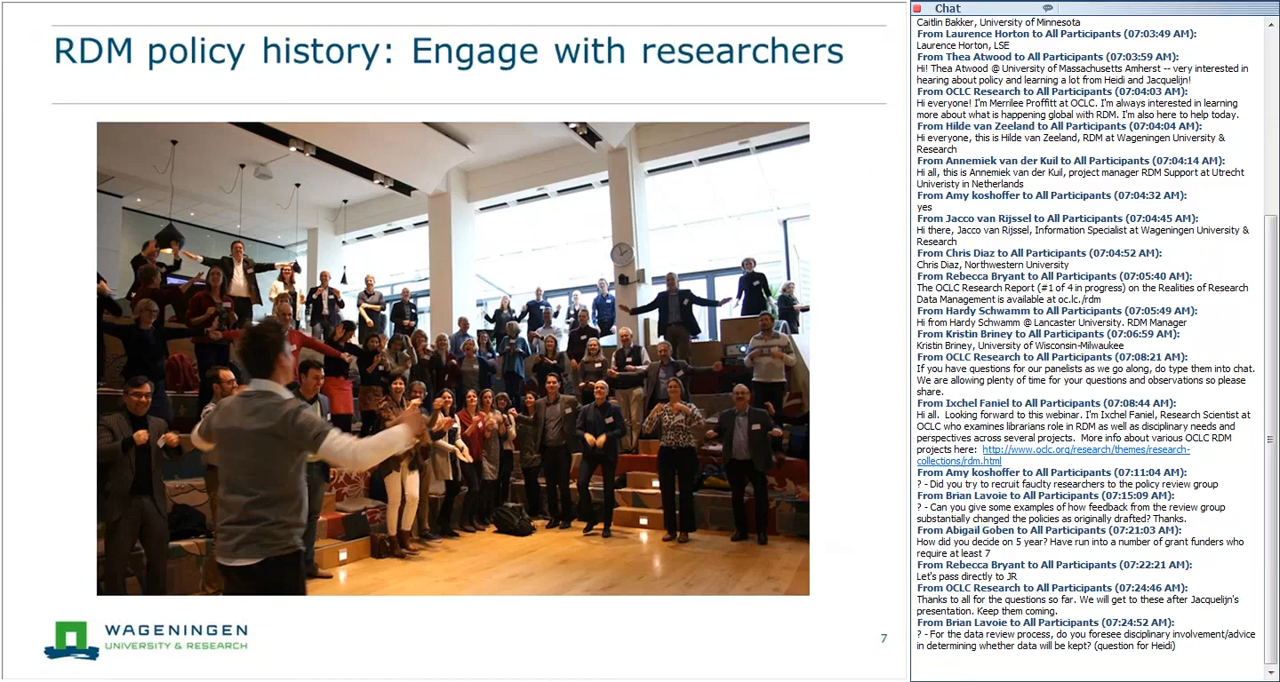 RDM policy history: Engage with researchers
WAGENINGEN
UNIVERSITY & RESEARCH
7
Chat
Caitlin Bakker, University of Minnesota
From Laurence Horton to All Participants (07:03:49 AM):
Laurence Horton, LSE
From Thea Atwood to All Participants (07:03:59 AM):
Hi! Thea Atwood @ University of Massachusetts Amherst -- very interested in
hearing about policy and learning a lot from Heidi and Jacquelijn!
From OCLC Research to All Participants (07:04:03 AM):
Hi everyone! I'm Merrilee Proffitt at OCLC. I'm always interested in learning
more about what is happening global with RDM. I'm also here to help today.
From Hilde van Zeeland to All Participants (07:04:04 AM):
Hi everyone, this is Hilde van Zeeland, RDM at Wageningen University &
Research
From Annemiek van der Kuil to All Participants (07:04:14 AM):
Hi all, this is Annemiek van der Kuil, project manager RDM Support at Utrecht
Univeristy in Netherlands
From Amy koshoffer to All Participants (07:04:32 AM):
yes
From Jacco van Rijssel to All Participants (07:04:45 AM):
Hi there, Jacco van Rijssel, Information Specialist at Wageningen University &
Research
From Chris Diaz to All Participants (07:04:52 AM):
Chris Diaz, Northwestern University
From Rebecca Bryant to All Participants (07:05:40 AM):
The OCLC Research Report (#1 of 4 in progress) on the Realities of Research
Data Management is available at oc.lc./rdm
From Hardy Schwamm to All Participants (07:05:49 AM):
Hi from Hardy Schwamm @ Lancaster University. RDM Manager
From Kristin Briney to All Participants (07:06:59 AM):
Kristin Briney, University of Wisconsin-Milwaukee
From OCLC Research to All Participants (07:08:21 AM):
If you have questions for our panelists as we go along, do type them into chat.
We are allowing plenty of time for your questions and observations so please
share.
From Ixchel Faniel to All Participants (07:08:44 AM):
Hi all.  Looking forward to this webinar. I'm Ixchel Faniel, Research Scientist at
OCLC who examines librarians role in RDM as well as disciplinary needs and
perspectives across several projects.  More info about various OCLC RDM
projects here:  http://www.oclc.org/research/themes/research-
collections/rdm.html
From Amy koshoffer to All Participants (07:11:04 AM):
? - Did you try to recruit fauclty researchers to the policy review group
From Brian Lavoie to All Participants (07:15:09 AM):
? - Can you give some examples of how feedback from the review group
substantially changed the policies as originally drafted? Thanks.
From Abigail Goben to All Participants (07:21:03 AM):
How did you decide on 5 year? Have run into a number of grant funders who
require at least 7
From Rebecca Bryant to All Participants (07:22:21 AM):
Let's pass directly to JR
From OCLC Research to All Participants (07:24:46 AM):
Thanks to all for the questions so far. We will get to these after Jacquelijn's
presentation. Keep them coming.
From Brian Lavoie to All Participants (07:24:52 AM):
? - For the data review process, do you foresee disciplinary involvement/advice
in determining whether data will be kept? (question for Heidi)